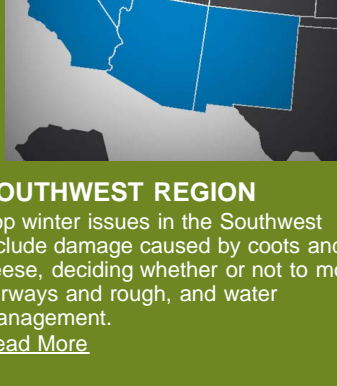 OUTHWEST REGION
op winter issues in the Southwest
clude damage caused by coots and
eese, deciding whether or not to mo
irways and rough, and water
anagement.
ead More